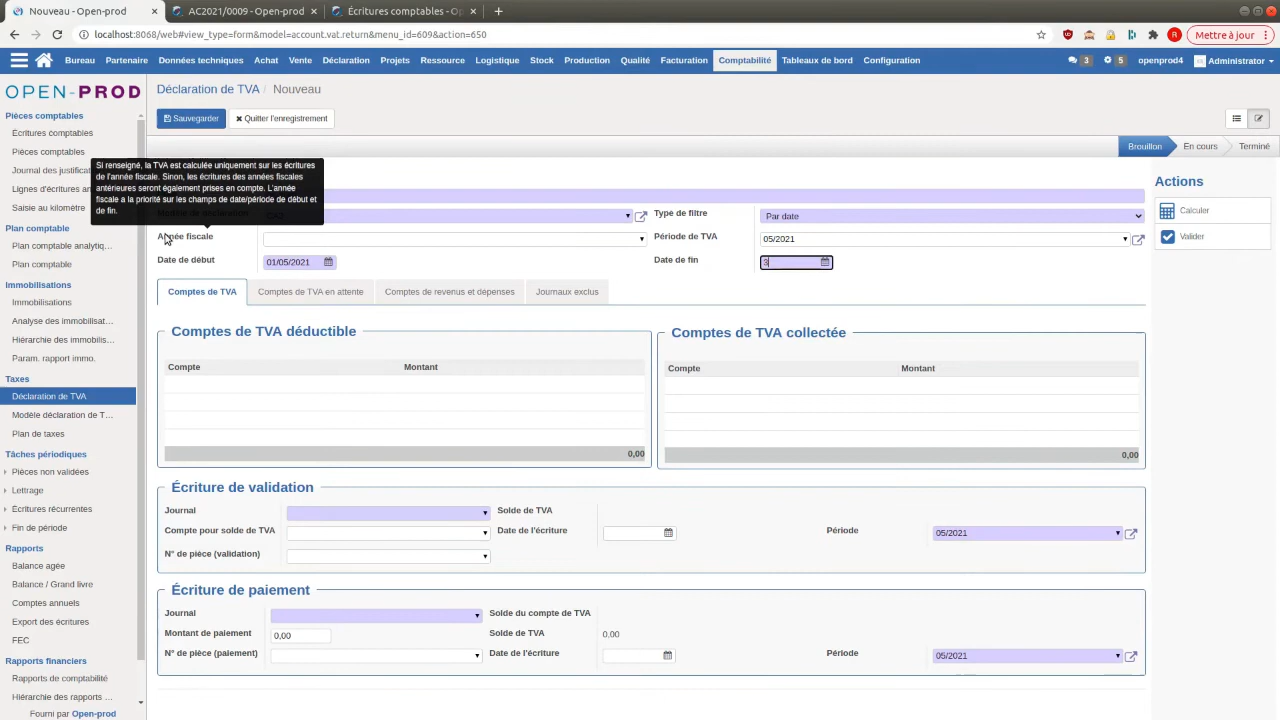 Nouveau - Open-prod
AC2021/0009 - Open-prod
Écritures comptables - Op
localhost:8068/web#view_type=form&model=account.vat.return&menu_id=609&action=650
R
Mettre à jour
Bureau Partenaire Données techniques Achat Vente Déclaration Projets Ressource Logistique Stock Production Qualité Facturation Comptabilité Tableaux de bord Configuration
3 5 openprod4 Administrator
OPEN-PROD
Déclaration de TVA / Nouveau
Sauvegarder Quitter l'enregistrement
Brouillon En cours Terminé
Pièces comptables
Écritures comptables
Pièces comptables
Journal des justificat
Lignes d'écritures an
Saisie au kilomètre
Plan comptable
Plan comptable analytiq…
Plan comptable
Immobilisations
Immobilisations
Analyse des immobilisat…
Hiérarchie des immobilis…
Param. rapport immo.
Taxes
Déclaration de TVA
Modèle déclaration de T…
Plan de taxes
Tâches périodiques
Pièces non validées
Lettrage
Écritures récurrentes
Fin de période
Rapports
Balance agée
Balance / Grand livre
Comptes annuels
Export des écritures
FEC
Rapports financiers
Rapports de comptabilité
Hiérarchie des rapports …
Fourni par Open-prod
Si renseigné, la TVA est calculée uniquement sur les écritures
de l'année fiscale. Sinon, les écritures des années fiscales
antérieures seront également prises en compte. L'année
fiscale a la priorité sur les champs de date/période de début et
de fin.
Type de filtre Par date
Année fiscale Période de TVA 05/2021
Date de début 01/05/2021 Date de fin 3
Comptes de TVA Comptes de TVA en attente Comptes de revenus et dépenses Journaux exclus
Comptes de TVA déductible
Compte Montant
0,00
Comptes de TVA collectée
Compte Montant
0,00
Écriture de validation
Journal Solde de TVA
Compte pour solde de TVA Date de l'écriture Période 05/2021
N° de pièce (validation)
Écriture de paiement
Journal Solde du compte de TVA
Montant de paiement 0,00 Solde de TVA 0,00
N° de pièce (paiement) Date de l'écriture Période 05/2021
Actions
Calculer
Valider